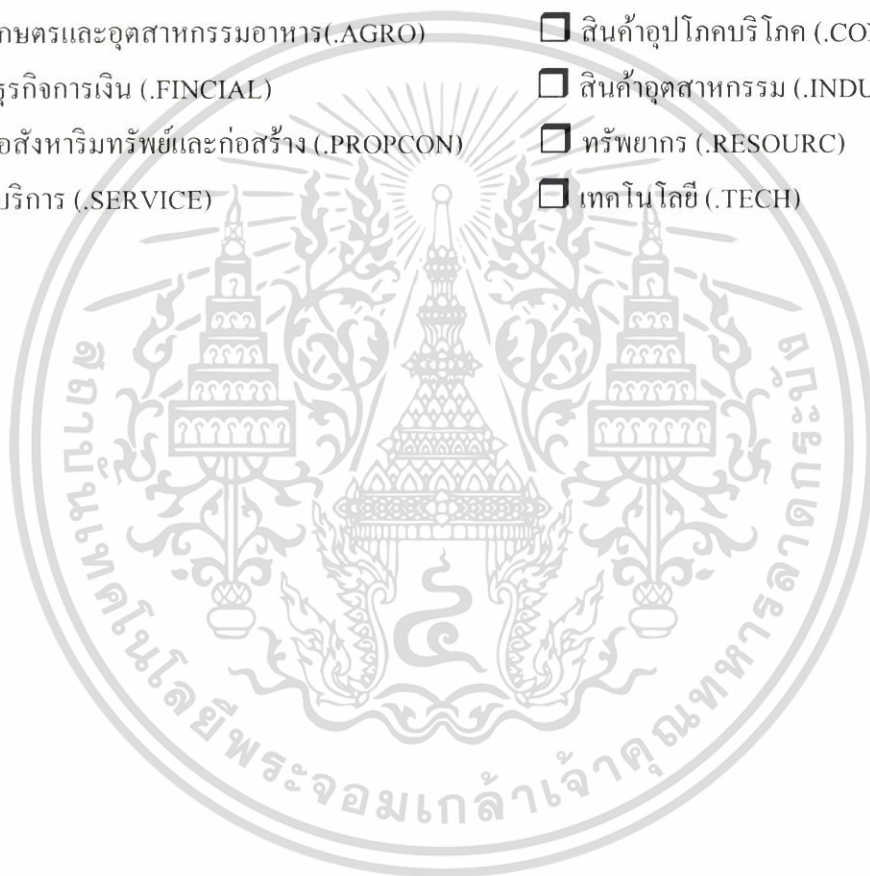 กษตรและอุตสาหกรรมอาหาร(.AGRO) ☐ สินค้าอุปโภคบริโภค (.CO
ธุรกิจการเงิน (.FINCIAL) ☐ สินค้าอุตสาหกรรม (.INDU
อสังหาริมทรัพย์และก่อสร้าง (.PROPCON) ☐ ทรัพยากร (.RESOURC)
บริการ (.SERVICE) ☐ เทคโนโลยี (.TECH)
สถาบันเทคโนโลยีพระจอมเกล้าเจ้าคุณทหารลาดกระบัง